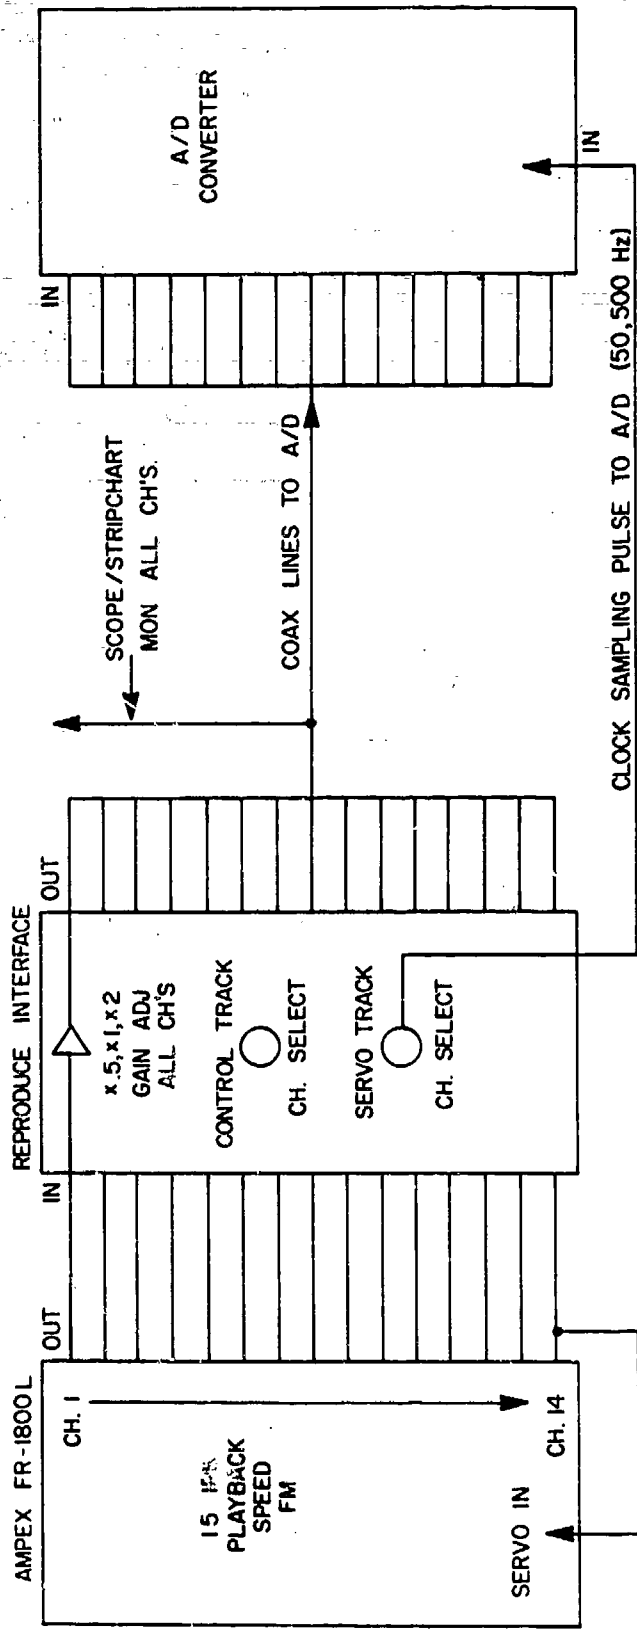 AMPEX FR-1800L
OUT
CH. 1
15
PLAYBACK
SPEED
FM
CH. 14
SERVO IN
REPRODUCE INTERFACE
IN
OUT
X.5, X1, X2
GAIN ADJ
ALL CH'S
CONTROL TRACK
CH. SELECT
SERVO TRACK
CH. SELECT
SCOPE/STRIPCHART
MON ALL CH'S.
COAX LINES TO A/D
CLOCK SAMPLING PULSE TO A/D (50,500 Hz)
IN
A/D
CONVERTER
IN